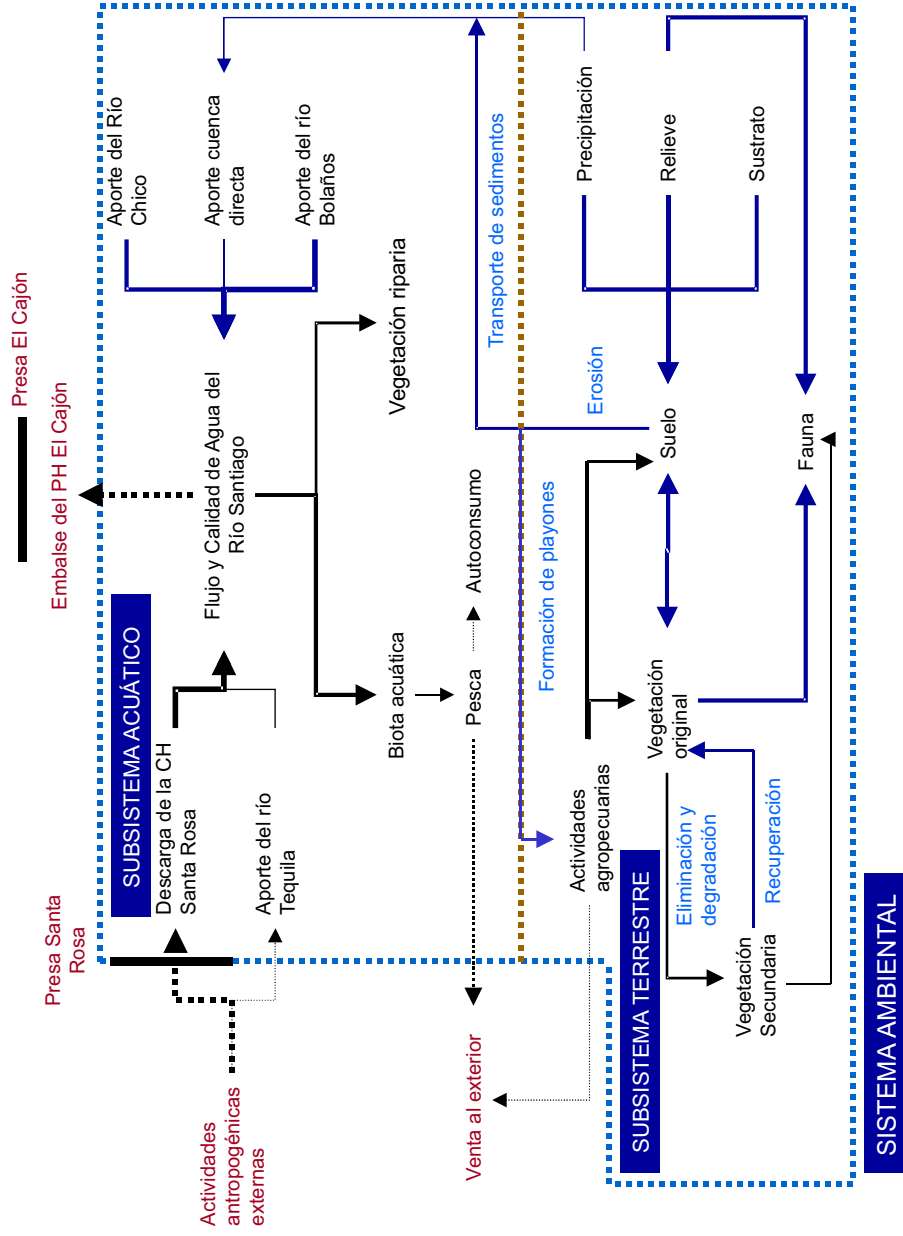 Presa El Cajón
Embalse del PH El Cajón
Presa Santa
Rosa
SUBSISTEMA ACUÁTICO
Descarga de la CH
Santa Rosa
Aporte del río
Tequila
Actividades
antropogénicas
externas
Flujo y Calidad de Agua del
Río Santiago
Aporte del Río
Chico
Aporte cuenca
directa
Aporte del río
Bolaños
Vegetación riparia
Biota acuática
Pesca
Autoconsumo
Venta al exterior
Transporte de sedimentos
Formación de playones
Erosión
Actividades
agropecuarias
SUBSISTEMA TERRESTRE
Eliminación y
degradación
Recuperación
Vegetación
original
Vegetación
Secundaria
Suelo
Fauna
Precipitación
Relieve
Sustrato
SISTEMA AMBIENTAL